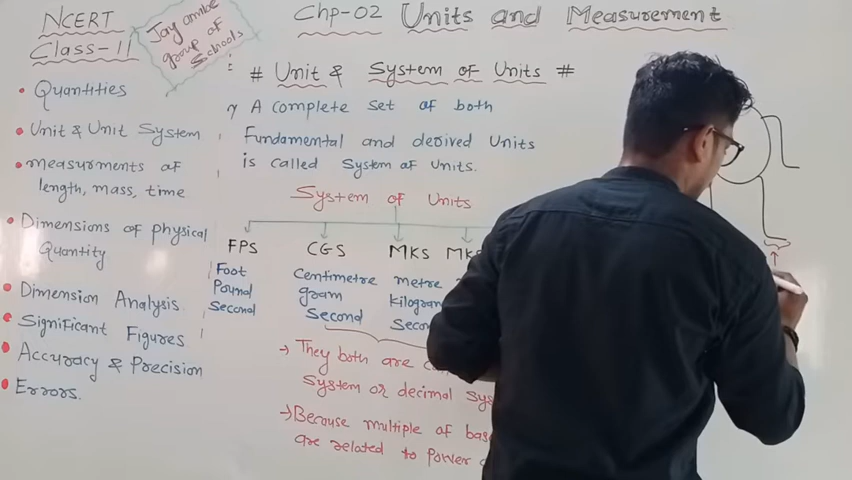 NCERT
Class-11
Jay ambe
group of
Schools
Chp-02 Units and Measurement
# Unit & System of Units #
A complete set of both
Fundamental and derived Units
is called System of Units.
System of Units
FPS
CGS
MKS
Foot
Pound
Second
Centimetre
gram
Second
metre
kilogram
They both are
System or decimal
Because multiple of
are related to Power
• Quantities
• Unit & Unit System
• measurments of
length, mass, time
• Dimensions of physical
Quantity
• Dimension Analysis
• Significant Figures
• Accuracy & Precision
• Errors.